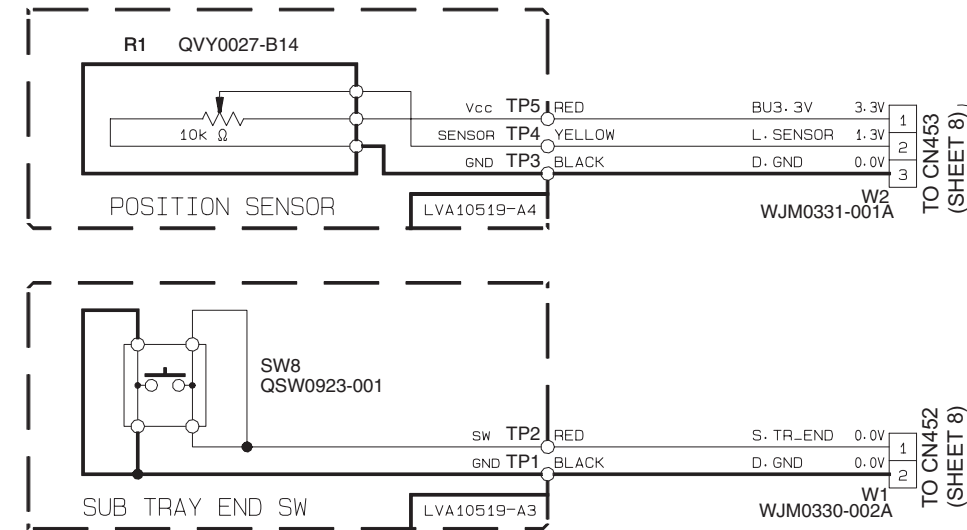 R1 QVY0027-B14
10k Ω
Vcc TP5 RED BU3.3V 3.3V 1
SENSOR TP4 YELLOW L.SENSOR 1.3V 2
GND TP3 BLACK D.GND 0.0V 3
POSITION SENSOR
LVA10519-A4
W2
WJM0331-001A
TO CN453
(SHEET 8)
SW8
QSW0923-001
SW TP2 RED S.TR_END 0.0V 1
GND TP1 BLACK D.GND 0.0V 2
SUB TRAY END SW
LVA10519-A3
W1
WJM0330-002A
TO CN452
(SHEET 8)